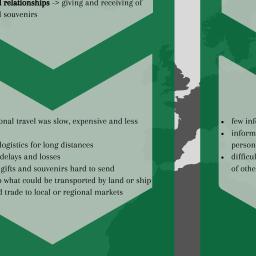 relationships -> giving and receiving of
souvenirs
onal travel was slow, expensive and less
logistics for long distances
delays and losses
gifts and souvenirs hard to send
what could be transported by land or ship
d trade to local or regional markets
• few inf
• inform
person
• difficul
of othe